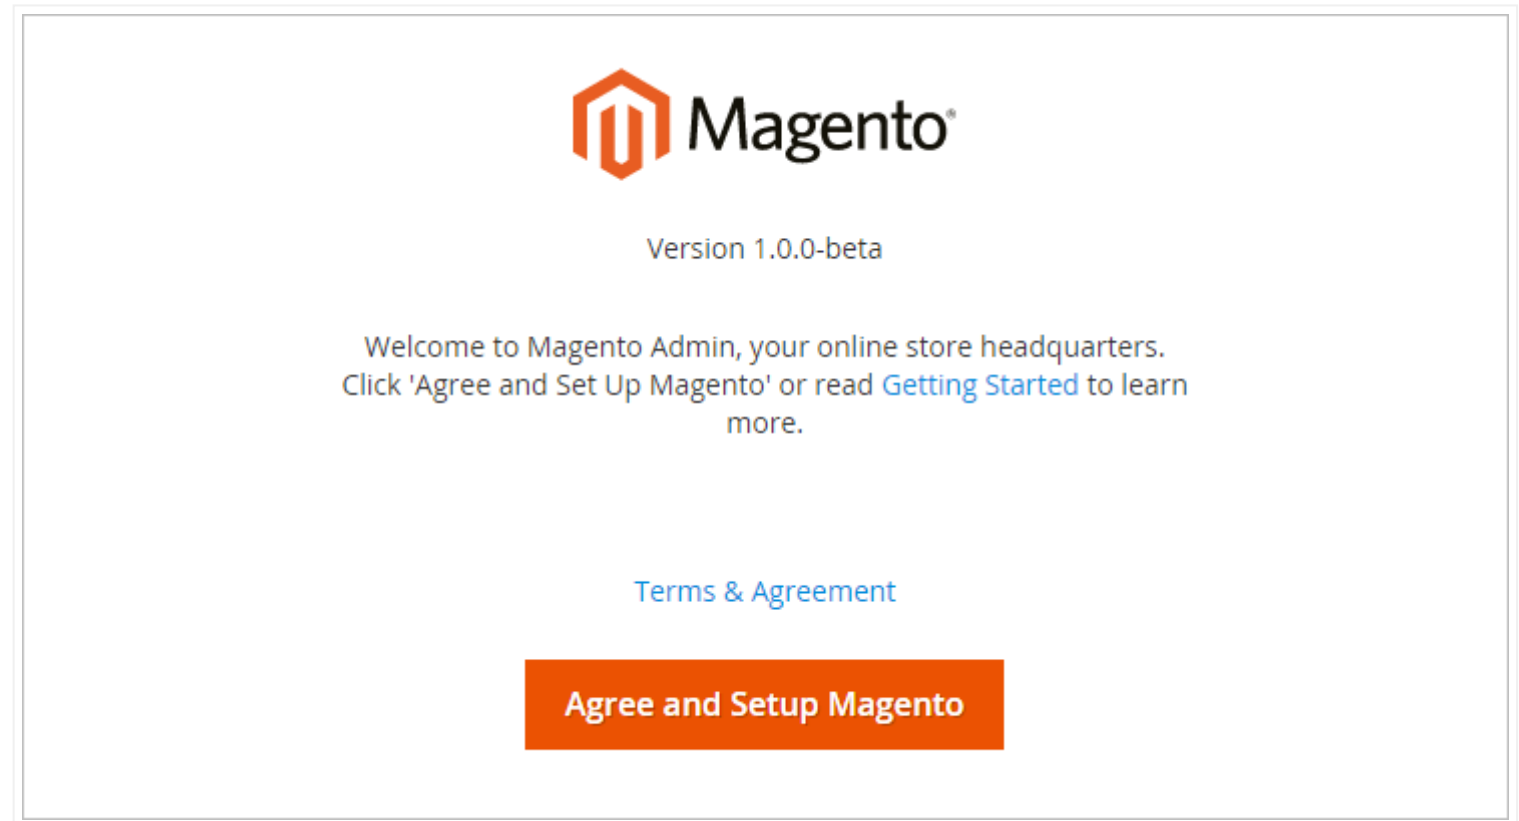 Magento®
Version 1.0.0-beta
Welcome to Magento Admin, your online store headquarters.
Click 'Agree and Set Up Magento' or read Getting Started to learn
more.
Terms & Agreement
Agree and Setup Magento